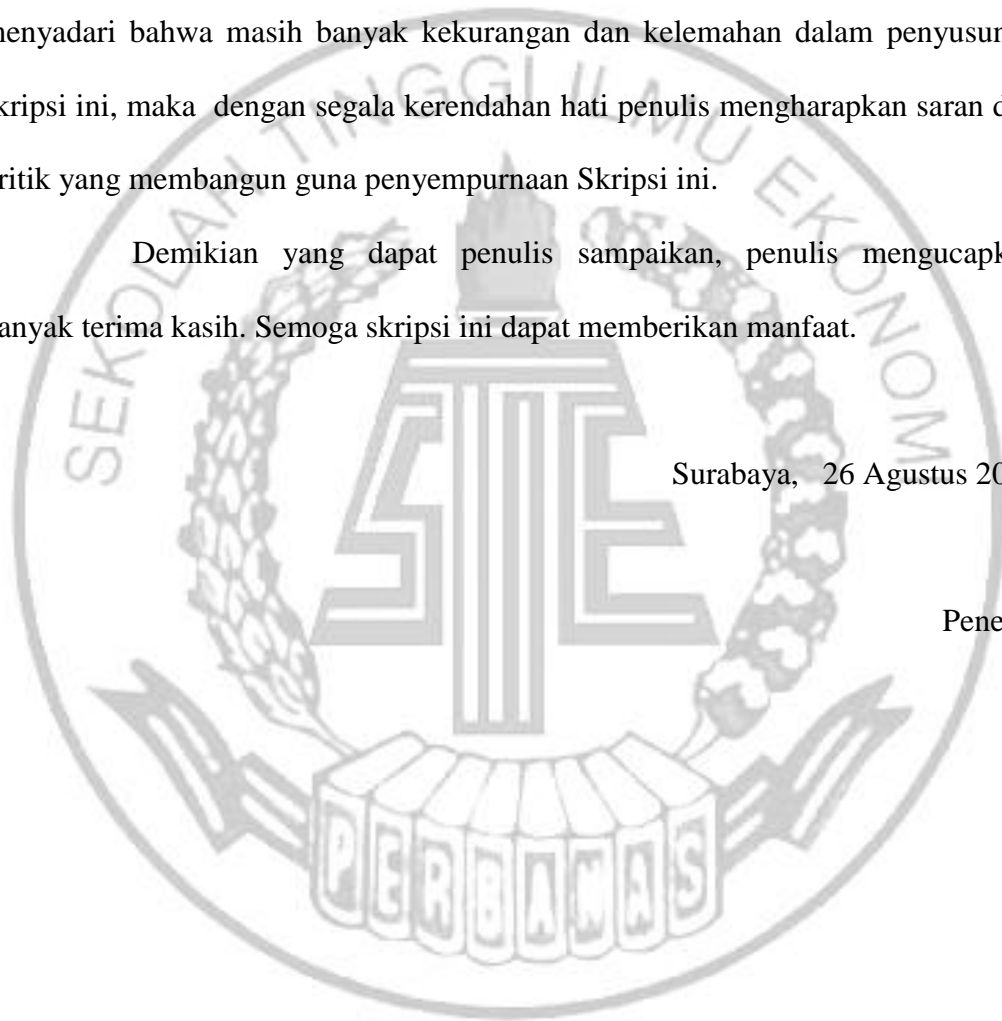 menyadari bahwa masih banyak kekurangan dan kelemahan dalam penyusun
kripsi ini, maka dengan segala kerendahan hati penulis mengharapkan saran d
ritik yang membangun guna penyempurnaan Skripsi ini.
Demikian yang dapat penulis sampaikan, penulis mengucapk
anyak terima kasih. Semoga skripsi ini dapat memberikan manfaat.
Surabaya, 26 Agustus 20
Pene
SEKOLAH TINGGI ILMU EKONOM
STIE
PERBANAS